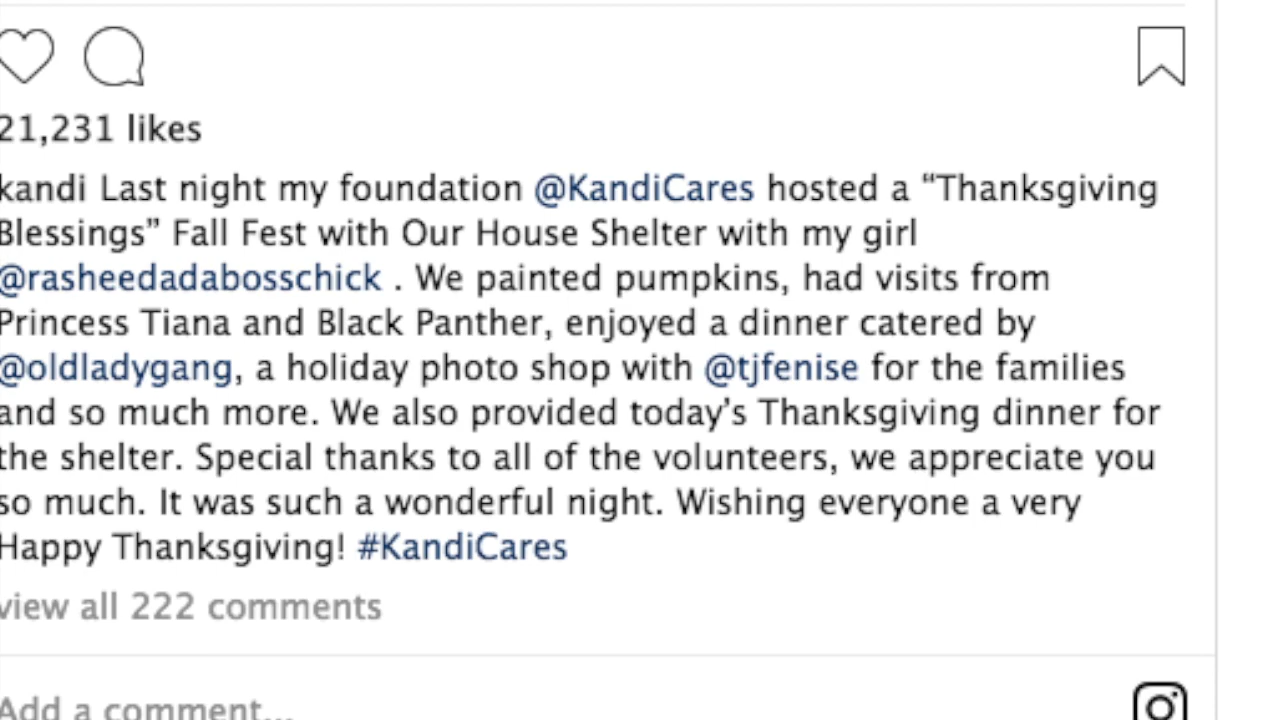 21,231 likes
kandi Last night my foundation @KandiCares hosted a “Thanksgiving
Blessings” Fall Fest with Our House Shelter with my girl
@rasheedadabosschick . We painted pumpkins, had visits from
Princess Tiana and Black Panther, enjoyed a dinner catered by
@oldladygang, a holiday photo shop with @tjfenise for the families
and so much more. We also provided today’s Thanksgiving dinner for
the shelter. Special thanks to all of the volunteers, we appreciate you
so much. It was such a wonderful night. Wishing everyone a very
Happy Thanksgiving! #KandiCares
view all 222 comments
Add a comment...